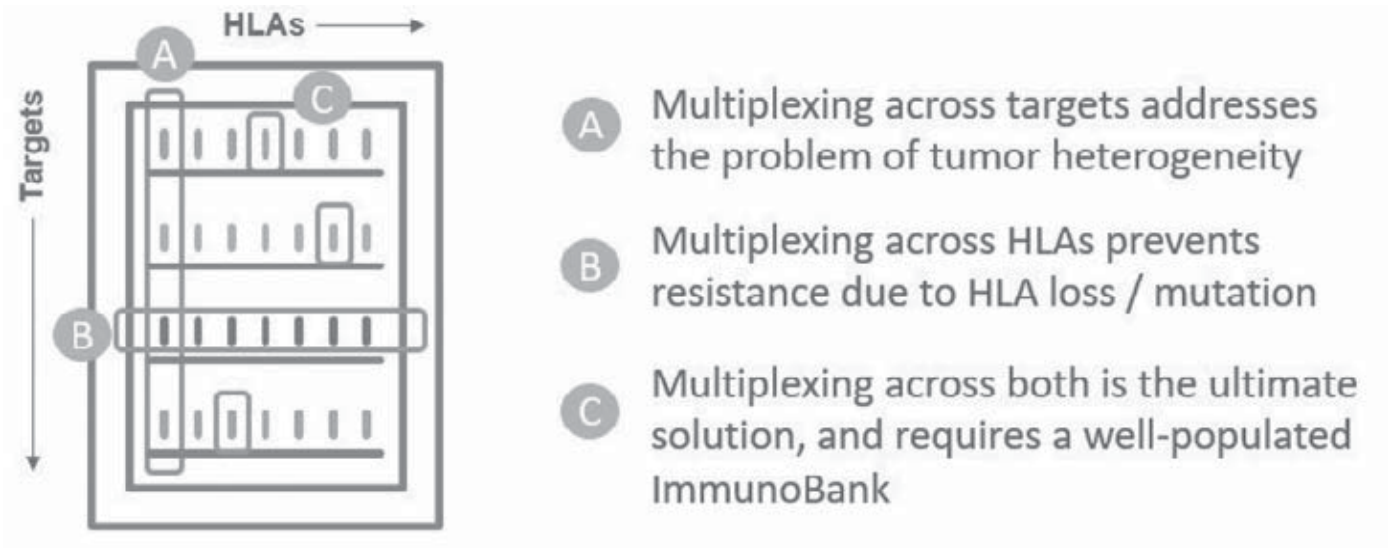 HLAs
A
C
Targets
B
A
Multiplexing across targets addresses
the problem of tumor heterogeneity
B
Multiplexing across HLAs prevents
resistance due to HLA loss / mutation
C
Multiplexing across both is the ultimate
solution, and requires a well-populated
ImmunoBank